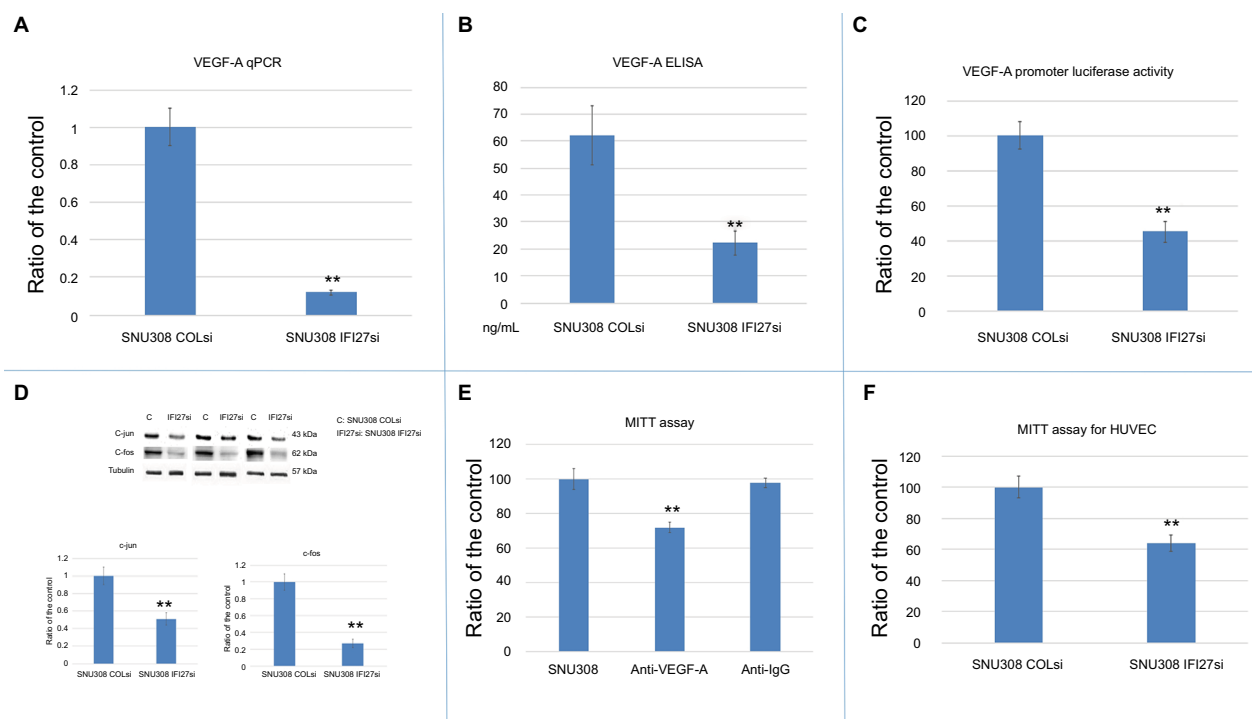 A
VEGF-A qPCR
Ratio of the control
1.2
1
0.8
0.6
0.4
0.2
0
**
SNU308 COLsi SNU308 IFI27si
B
VEGF-A ELISA
Ratio of the control
80
70
60
50
40
30
20
10
0
**
ng/mL SNU308 COLsi SNU308 IFI27si
C
VEGF-A promoter luciferase activity
Ratio of the control
120
100
80
60
40
20
0
**
SNU308 COLsi SNU308 IFI27si
D
C IFI27si C IFI27si C IFI27si
C-jun 43 kDa
C-fos 62 kDa
Tubulin 57 kDa
C: SNU308 COLsi
IFI27si: SNU308 IFI27si
c-jun
Ratio of the control
1.2
1
0.8
0.6
0.4
0.2
0
**
SNU308 COLsi SNU308 IFI27si
c-fos
Ratio of the control
1.2
1
0.8
0.6
0.4
0.2
0
**
SNU308 COLsi SNU308 IFI27si
E
MITT assay
Ratio of the control
120
100
80
60
40
20
0
**
SNU308 Anti-VEGF-A Anti-IgG
F
MITT assay for HUVEC
Ratio of the control
120
100
80
60
40
20
0
**
SNU308 COLsi SNU308 IFI27si